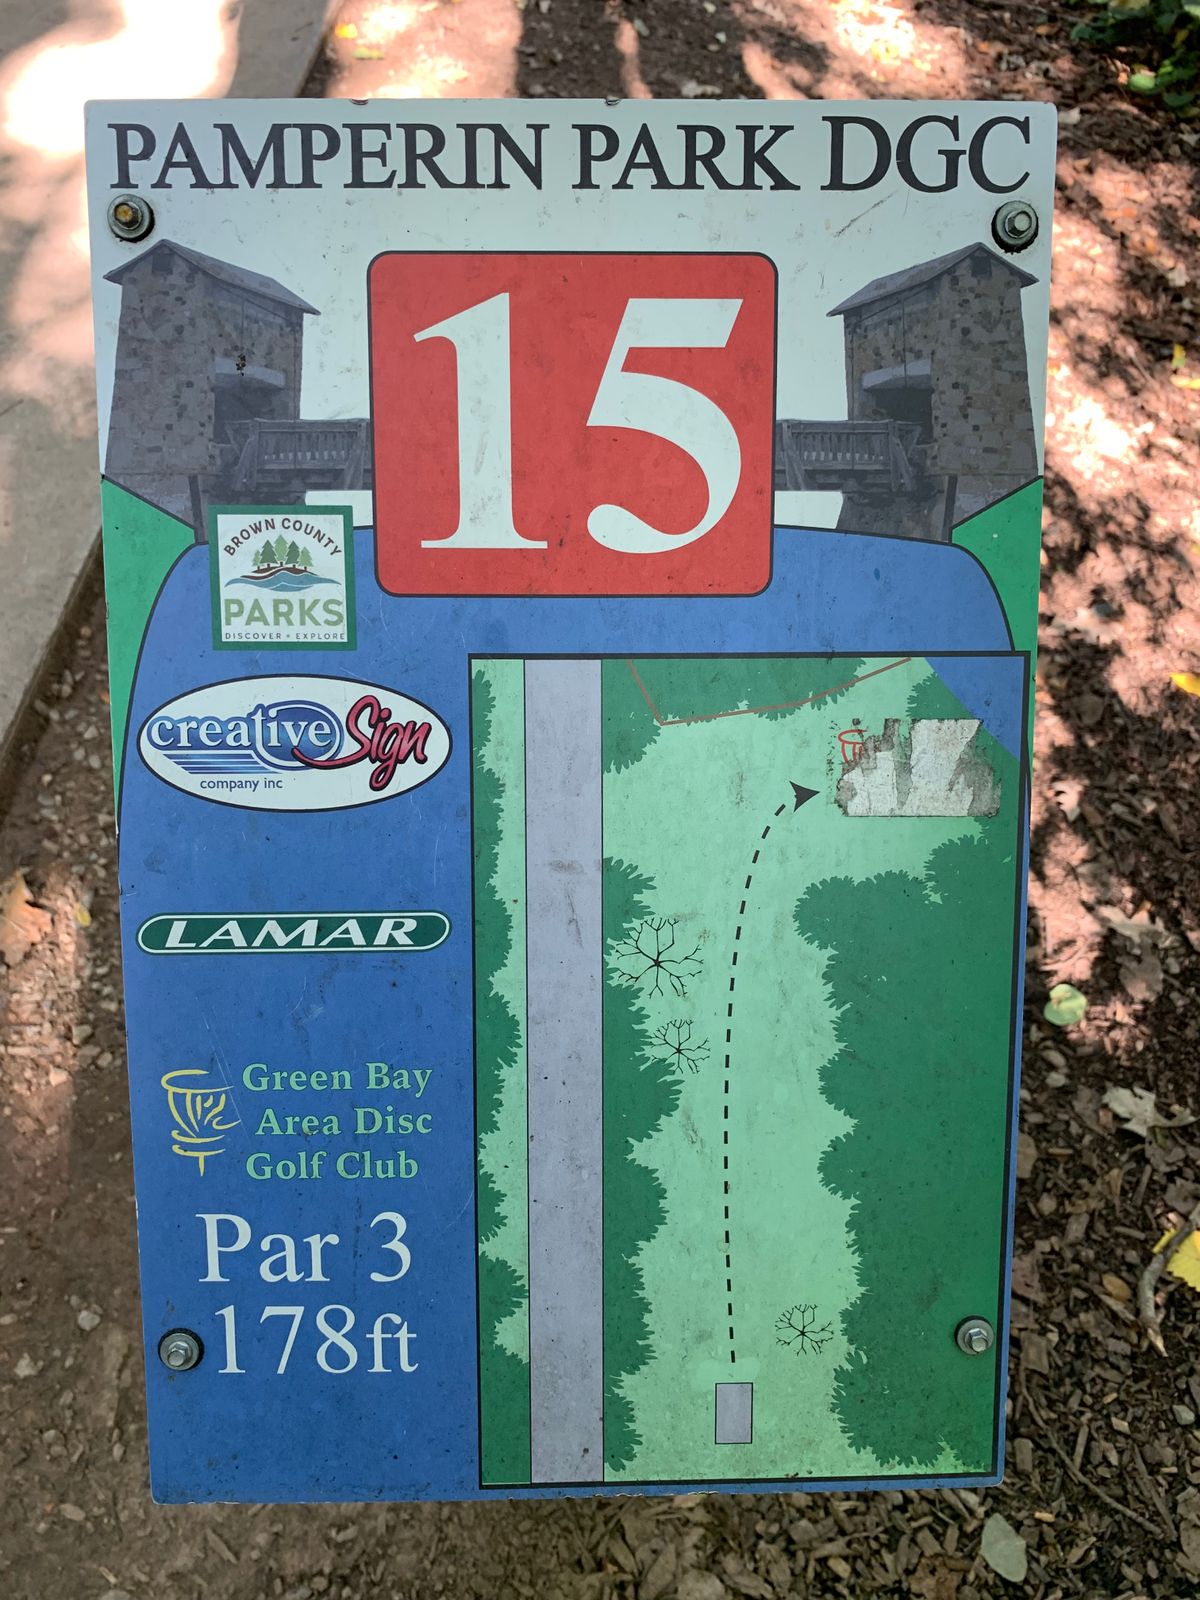 PAMPERIN PARK DGC
15
BROWN COUNTY
PARKS
DISCOVER • EXPLORE
creative Sign
company inc
LAMAR
Green Bay
Area Disc
Golf Club
Par 3
178ft